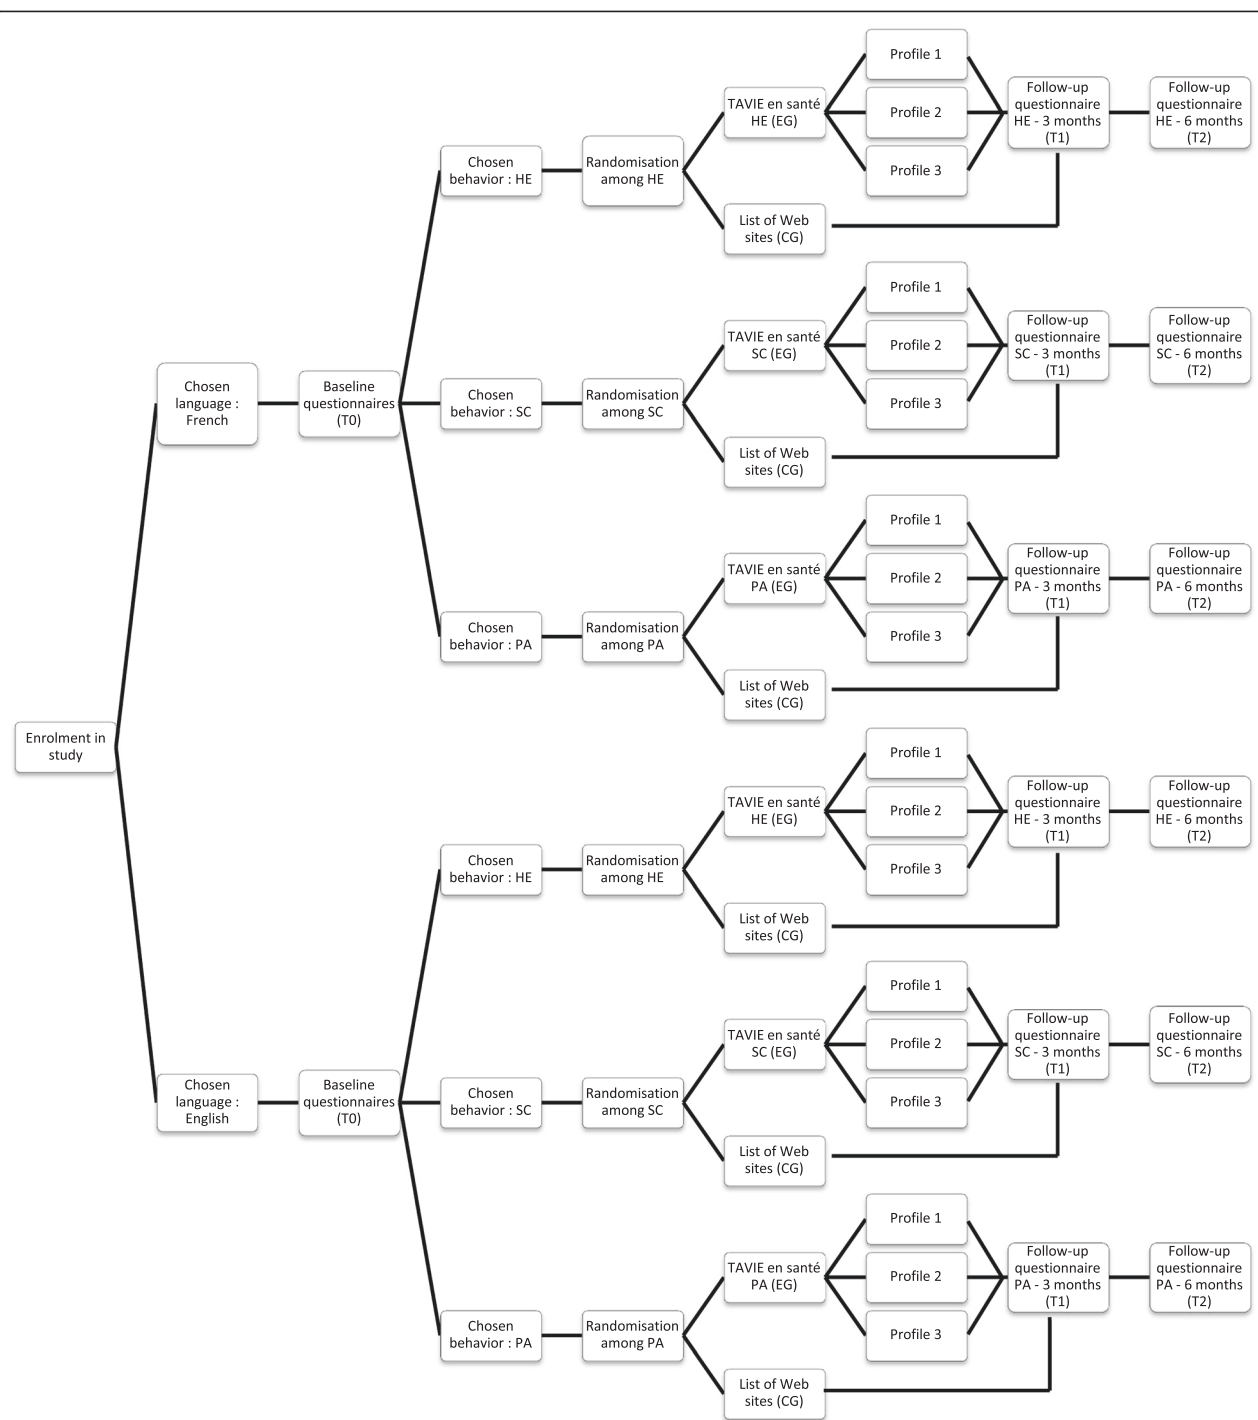 Enrolment in
study
Chosen
language :
French
Baseline
questionnaires
(T0)
Chosen
behavior : HE
Randomisation
among HE
TAVIE en santé
HE (EG)
Profile 1
Profile 2
Profile 3
List of Web
sites (CG)
Follow-up
questionnaire
HE - 3 months
(T1)
Follow-up
questionnaire
HE - 6 months
(T2)
Chosen
behavior : SC
Randomisation
among SC
TAVIE en santé
SC (EG)
Profile 1
Profile 2
Profile 3
List of Web
sites (CG)
Follow-up
questionnaire
SC - 3 months
(T1)
Follow-up
questionnaire
SC - 6 months
(T2)
Chosen
behavior : PA
Randomisation
among PA
TAVIE en santé
PA (EG)
Profile 1
Profile 2
Profile 3
List of Web
sites (CG)
Follow-up
questionnaire
PA - 3 months
(T1)
Follow-up
questionnaire
PA - 6 months
(T2)
Chosen
language :
English
Baseline
questionnaires
(T0)
Chosen
behavior : HE
Randomisation
among HE
TAVIE en santé
HE (EG)
Profile 1
Profile 2
Profile 3
List of Web
sites (CG)
Follow-up
questionnaire
HE - 3 months
(T1)
Follow-up
questionnaire
HE - 6 months
(T2)
Chosen
behavior : SC
Randomisation
among SC
TAVIE en santé
SC (EG)
Profile 1
Profile 2
Profile 3
List of Web
sites (CG)
Follow-up
questionnaire
SC - 3 months
(T1)
Follow-up
questionnaire
SC - 6 months
(T2)
Chosen
behavior : PA
Randomisation
among PA
TAVIE en santé
PA (EG)
Profile 1
Profile 2
Profile 3
List of Web
sites (CG)
Follow-up
questionnaire
PA - 3 months
(T1)
Follow-up
questionnaire
PA - 6 months
(T2)